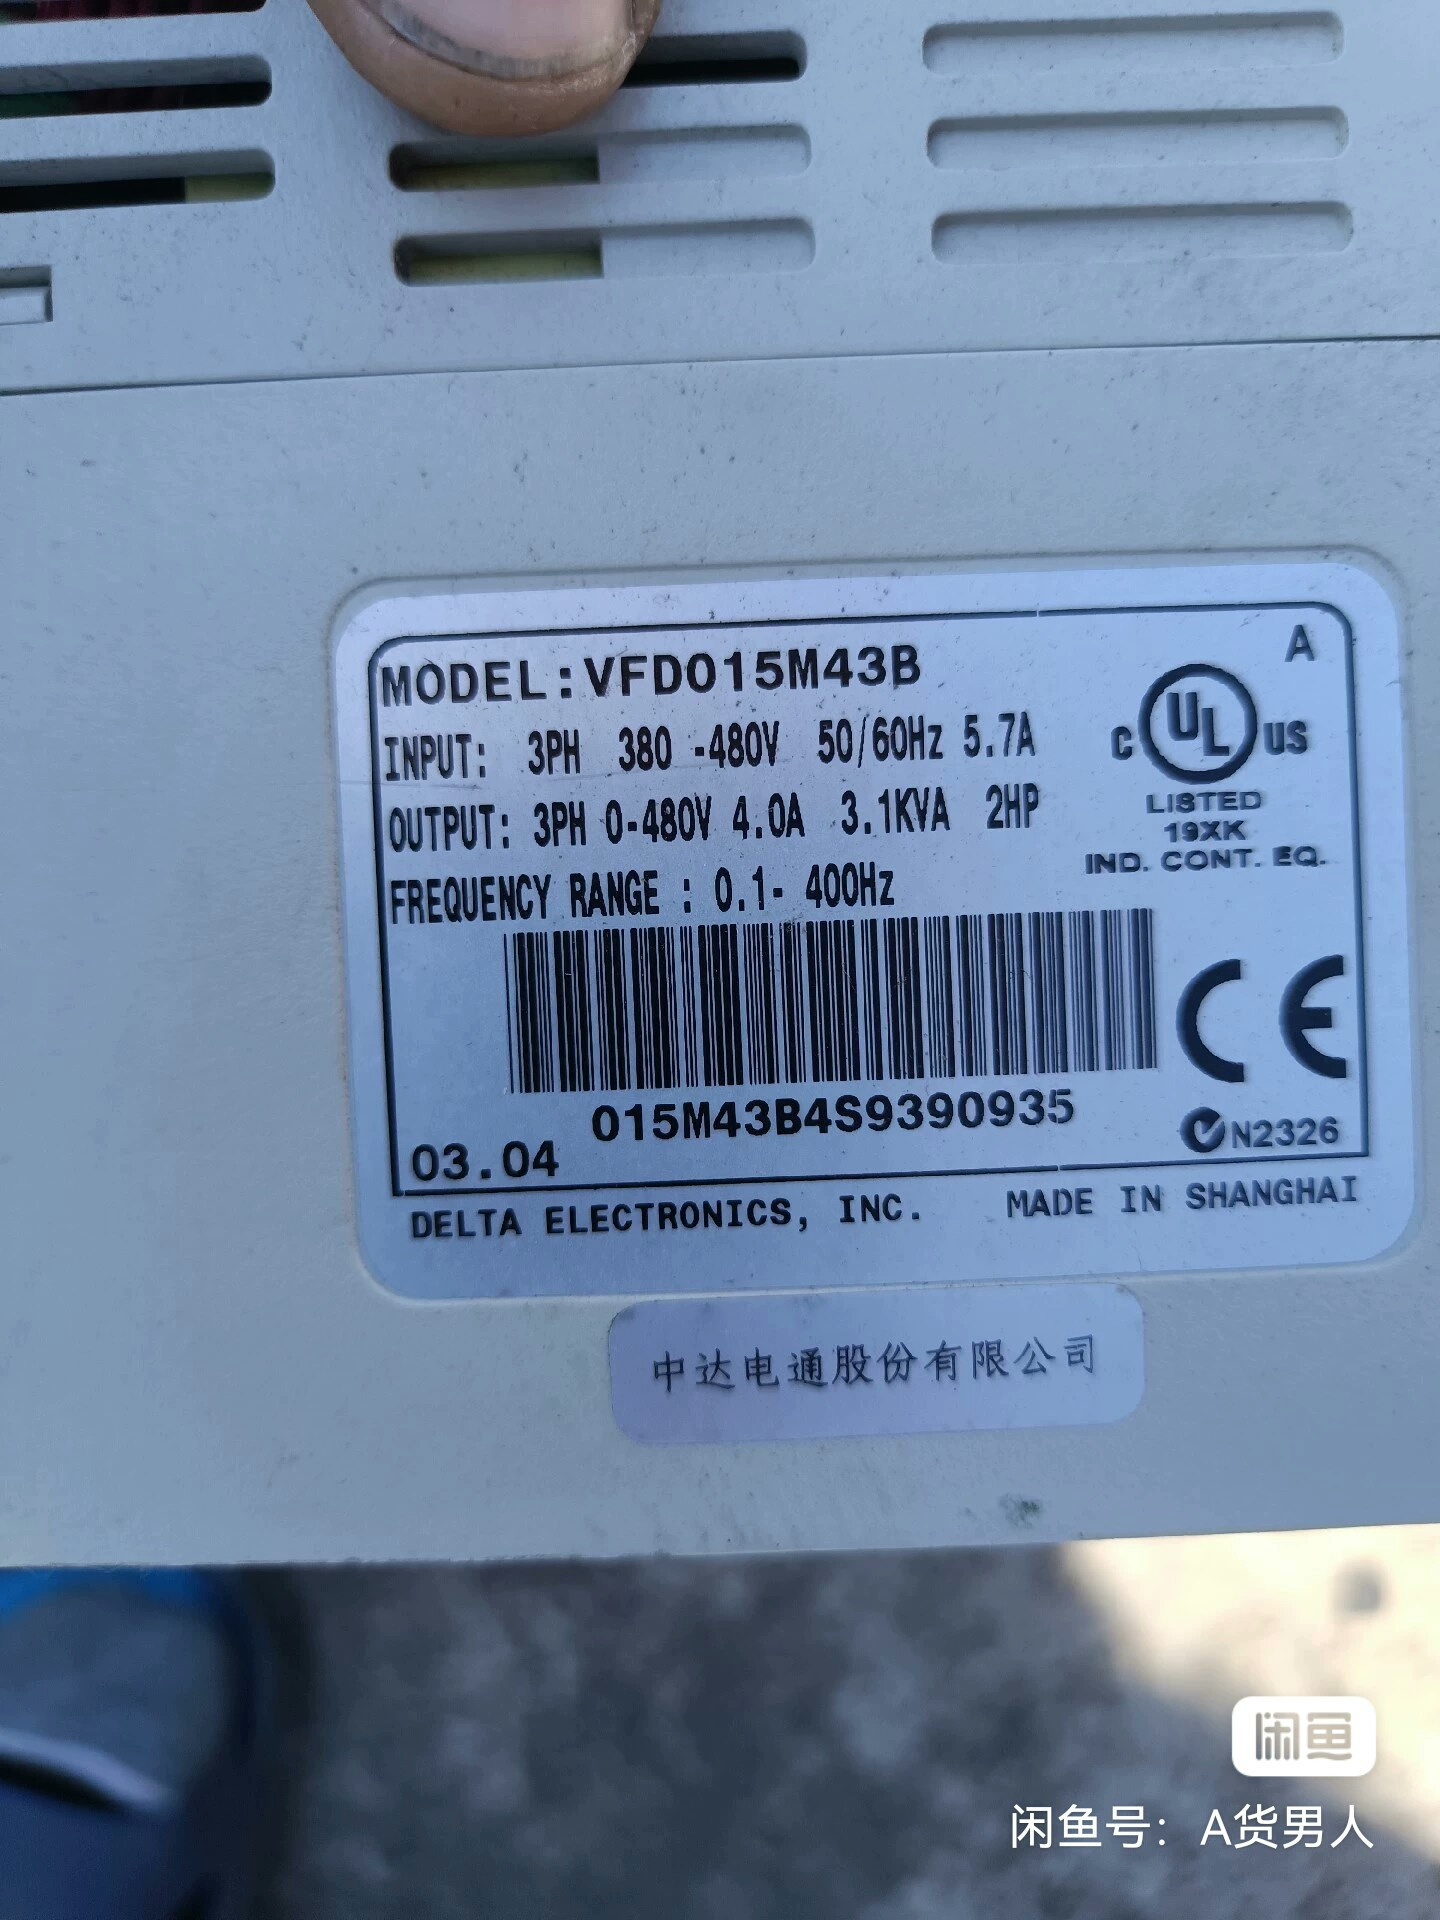 A
MODEL:VFD015M43B
INPUT: 3PH 380 -480V 50/60Hz 5.7A
OUTPUT: 3PH 0-480V 4.0A 3.1KVA 2HP
FREQUENCY RANGE : 0.1- 400Hz
C UL US
LISTED
19XK
IND. CONT. EQ.
CE
015M43B4S9390935
03.04
N2326
DELTA ELECTRONICS, INC. MADE IN SHANGHAI
中达电通股份有限公司
闲鱼
闲鱼号：A货男人